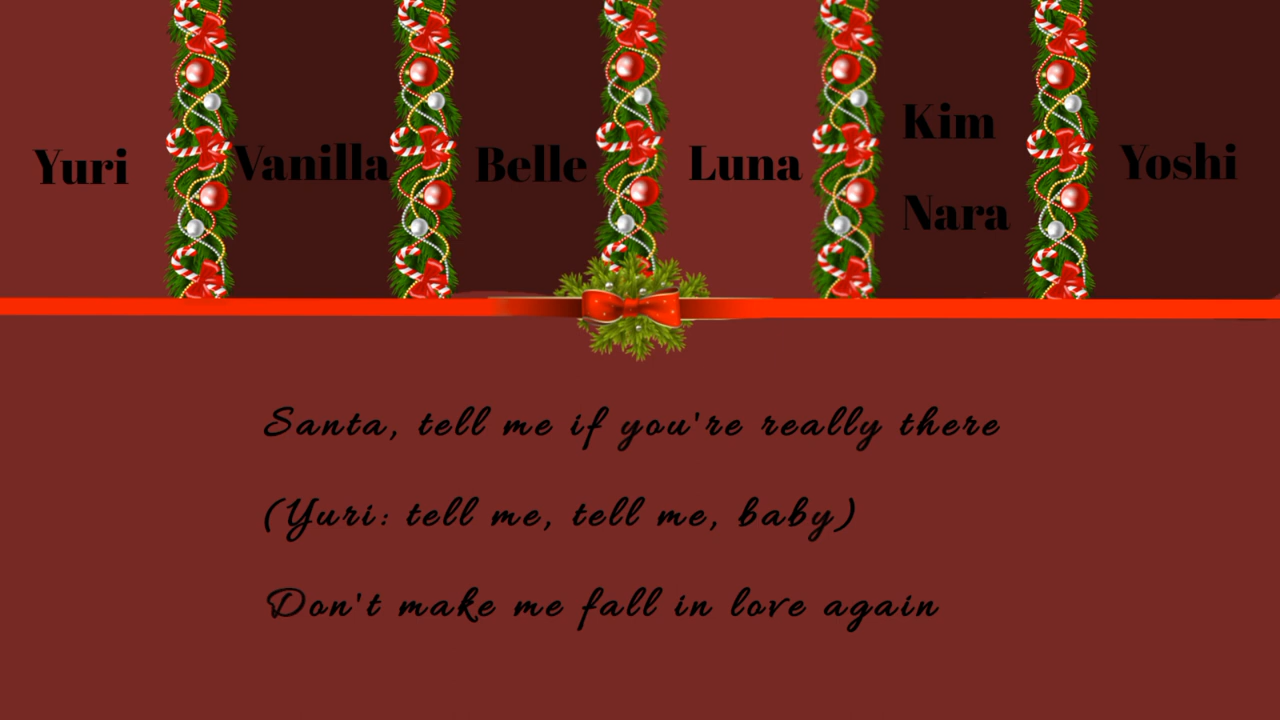 Yuri
Vanilla
Belle
Luna
Kim
Nara
Yoshi
Santa, tell me if you're really there
(Yuri: tell me, tell me, baby)
Don't make me fall in love again